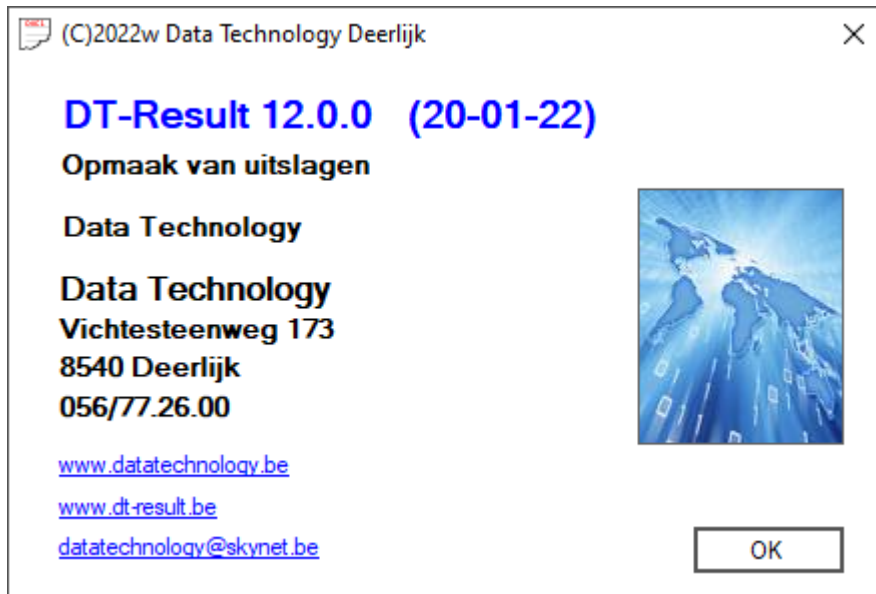 (C)2022w Data Technology Deerlijk
DT-Result 12.0.0 (20-01-22)
Opmaak van uitslagen
Data Technology
Data Technology
Vichtesteenweg 173
8540 Deerlijk
056/77.26.00
www.datatechnology.be
www.dt-result.be
datatechnology@skynet.be
OK